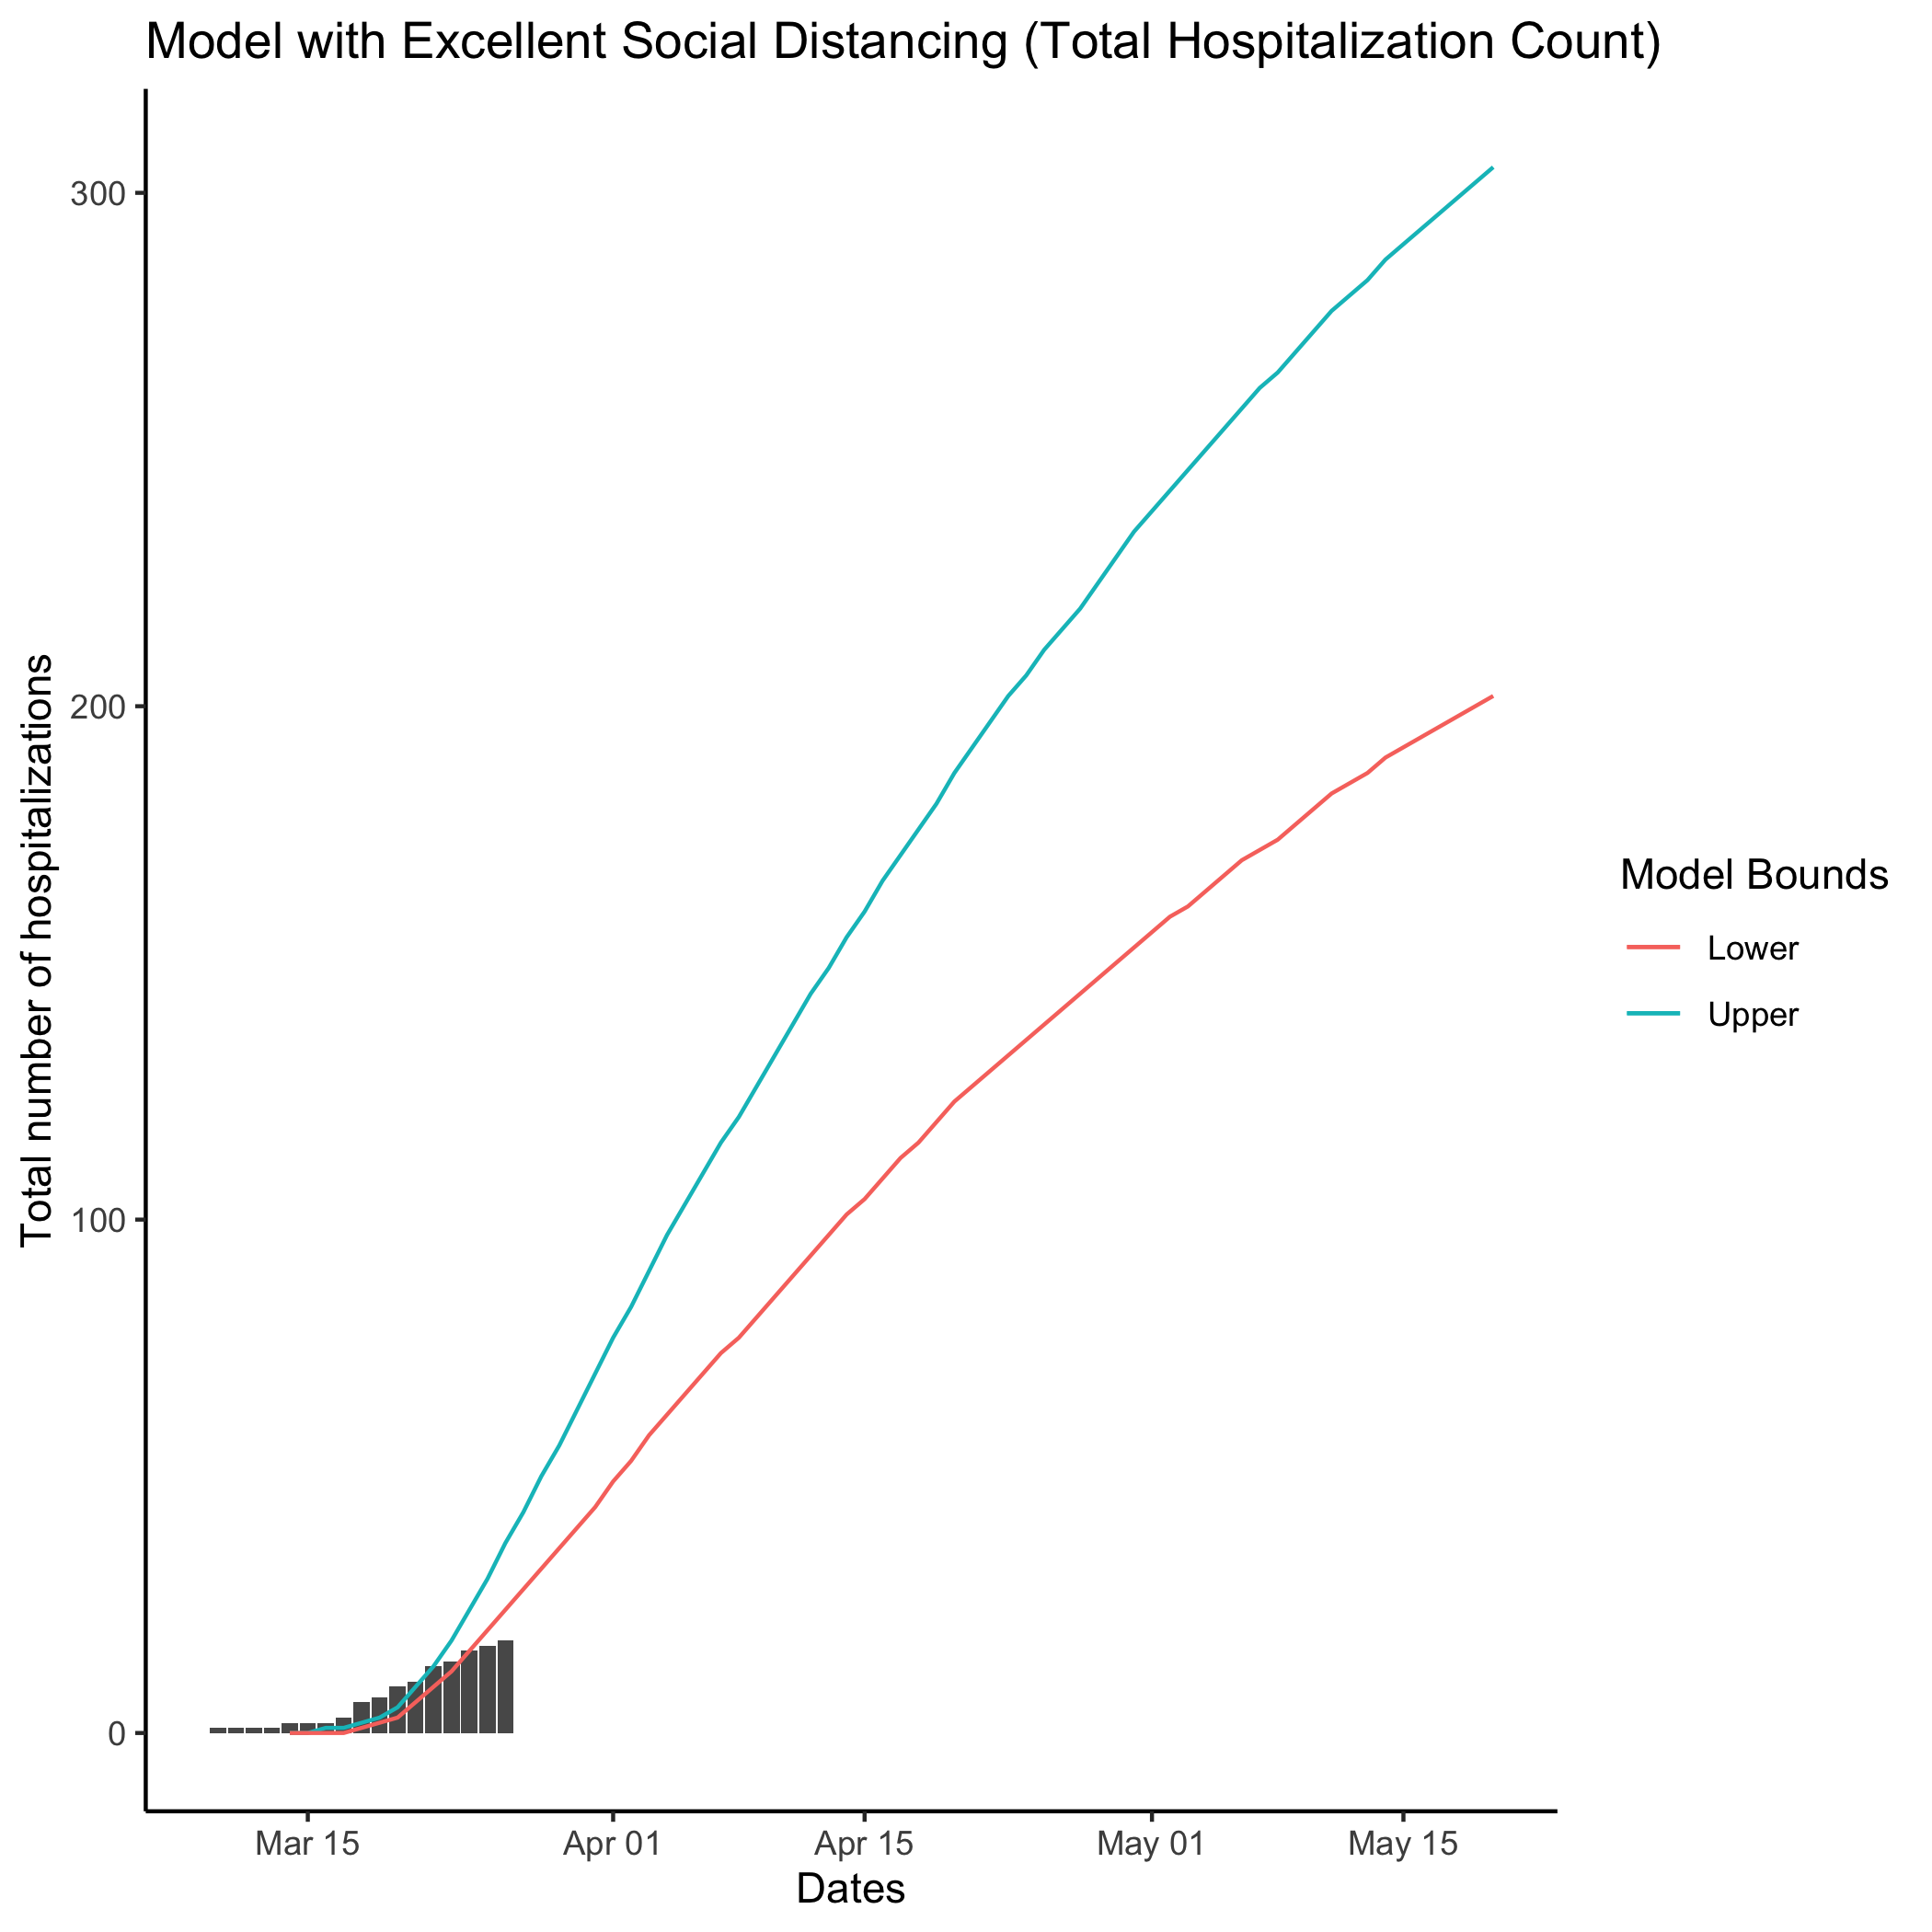 Model with Excellent Social Distancing (Total Hospitalization Count)
Total number of hospitalizations
300
200
100
0
Mar 15
Apr 01
Apr 15
May 01
May 15
Dates
Model Bounds
Lower
Upper